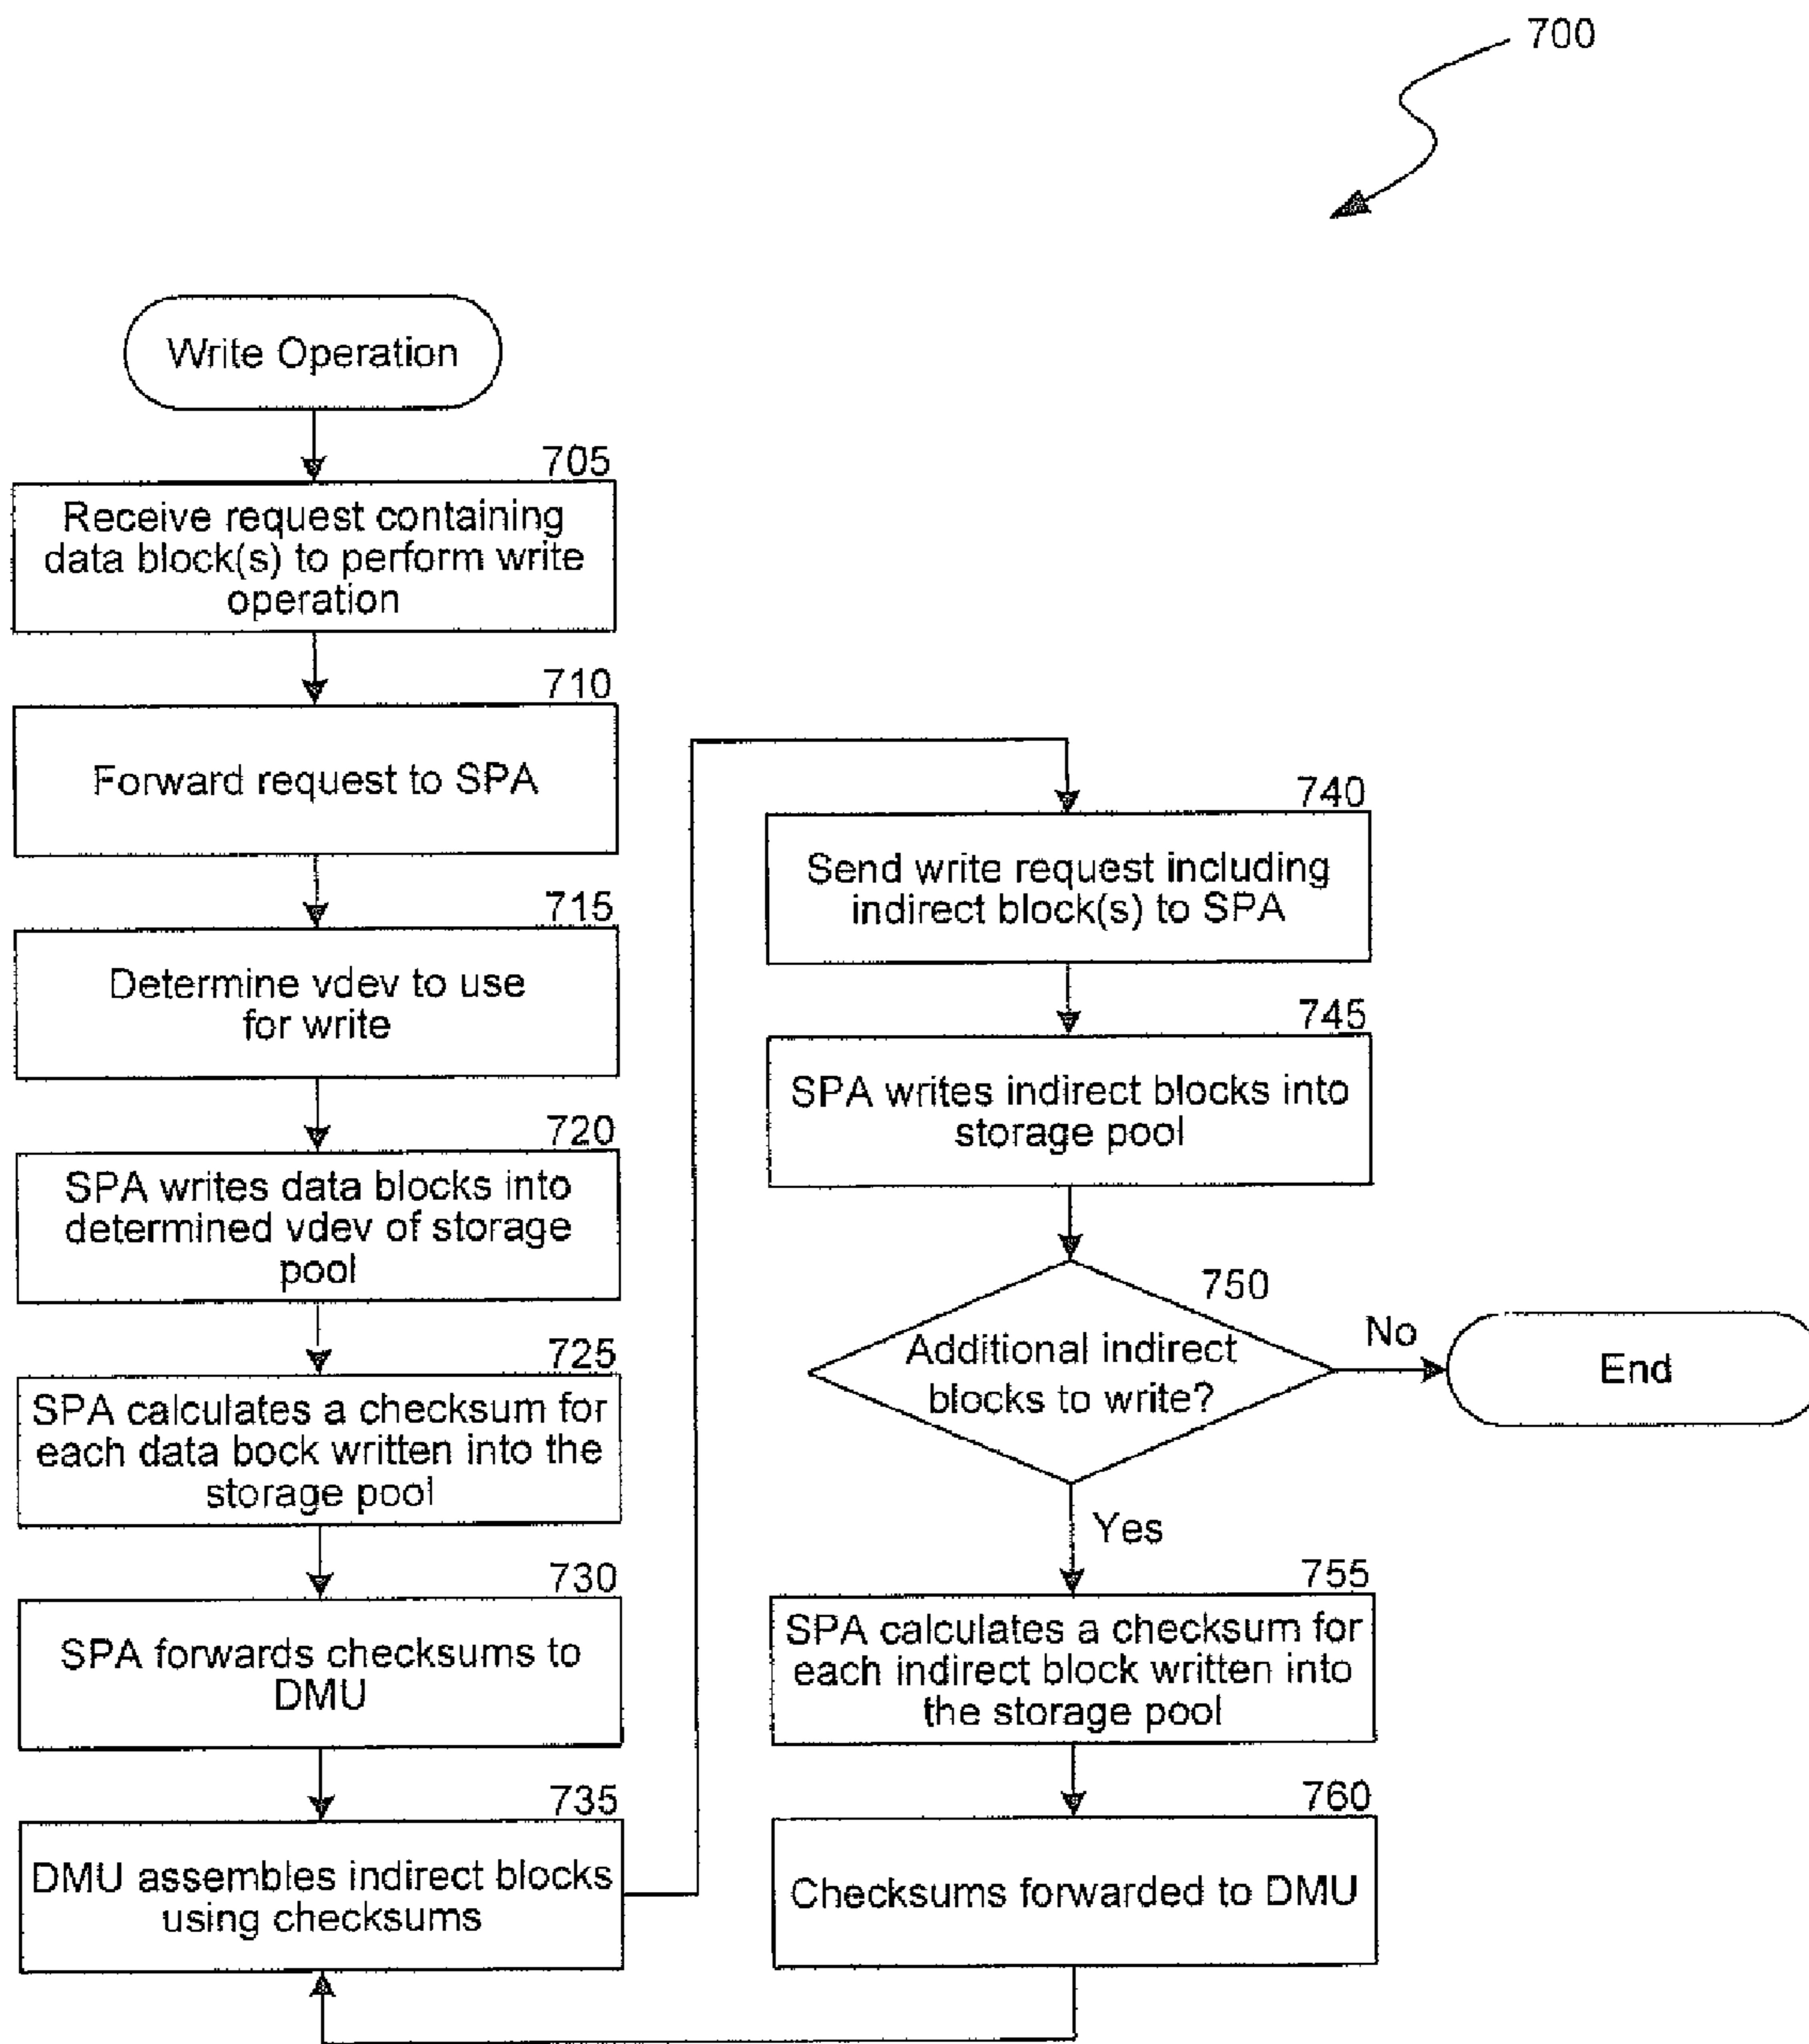 700
Write Operation
705
Receive request containing
data block(s) to perform write
operation
710
Forward request to SPA
715
Determine vdev to use
for write
720
SPA writes data blocks into
determined vdev of storage
pool
725
SPA calculates a checksum for
each data bock written into the
storage pool
730
SPA forwards checksums to
DMU
735
DMU assembles indirect blocks
using checksums
740
Send write request including
indirect block(s) to SPA
745
SPA writes indirect blocks into
storage pool
750
Additional indirect
blocks to write?
No
End
Yes
755
SPA calculates a checksum for
each indirect block written into
the storage pool
760
Checksums forwarded to DMU